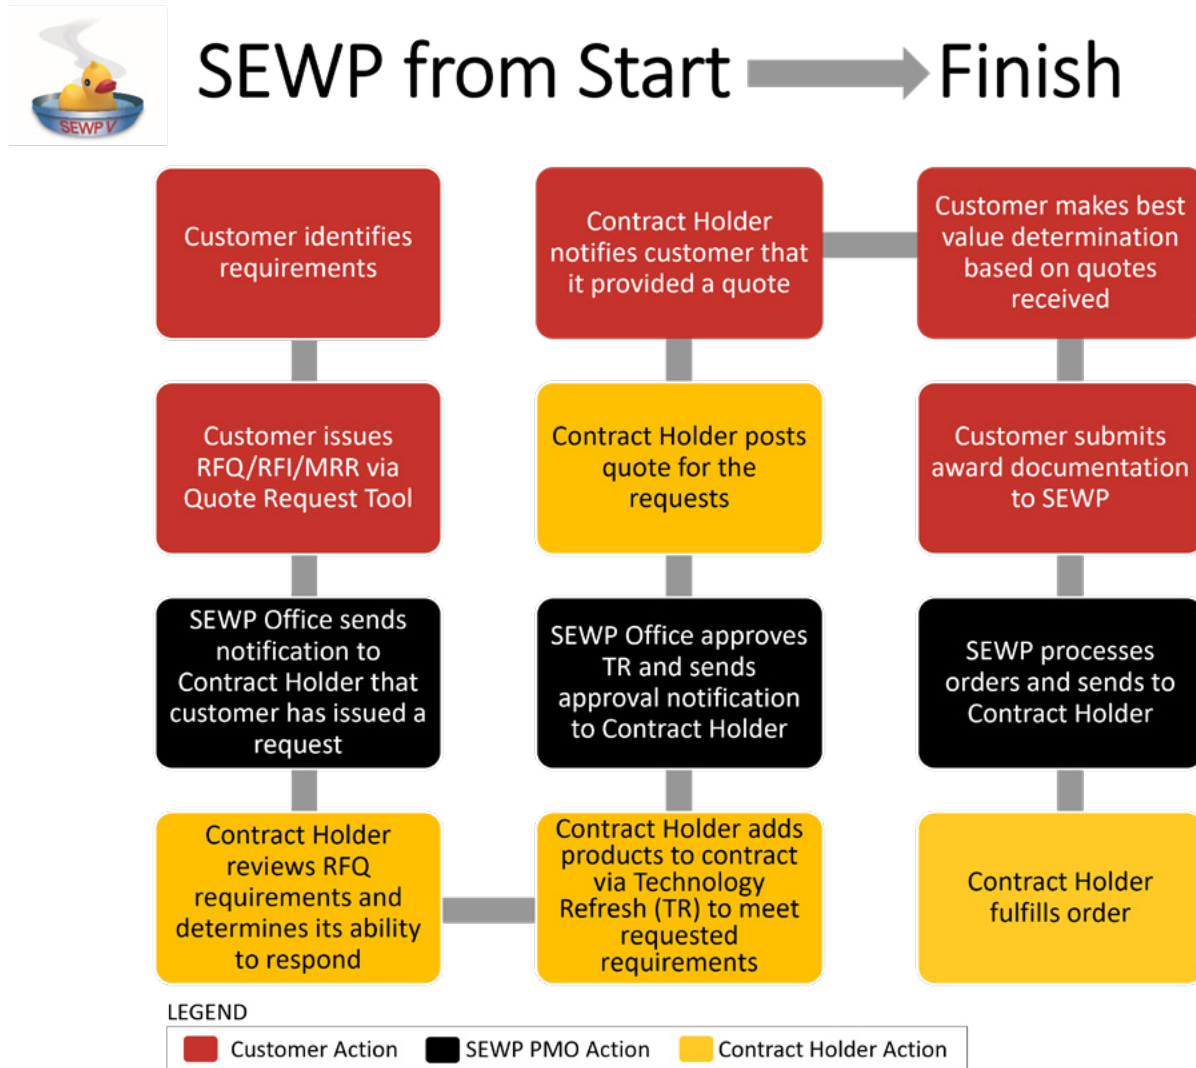 SEWP V
SEWP from Start Finish
Customer identifies
requirements
Customer issues
RFQ/RFI/MRR via
Quote Request Tool
SEWP Office sends
notification to
Contract Holder that
customer has issued a
request
Contract Holder
reviews RFQ
requirements and
determines its ability
to respond
Contract Holder adds
products to contract
via Technology
Refresh (TR) to meet
requested
requirements
SEWP Office approves
TR and sends
approval notification
to Contract Holder
Contract Holder posts
quote for the
requests
Contract Holder
notifies customer that
it provided a quote
Customer makes best
value determination
based on quotes
received
Customer submits
award documentation
to SEWP
SEWP processes
orders and sends to
Contract Holder
Contract Holder
fulfills order
LEGEND
Customer Action
SEWP PMO Action
Contract Holder Action